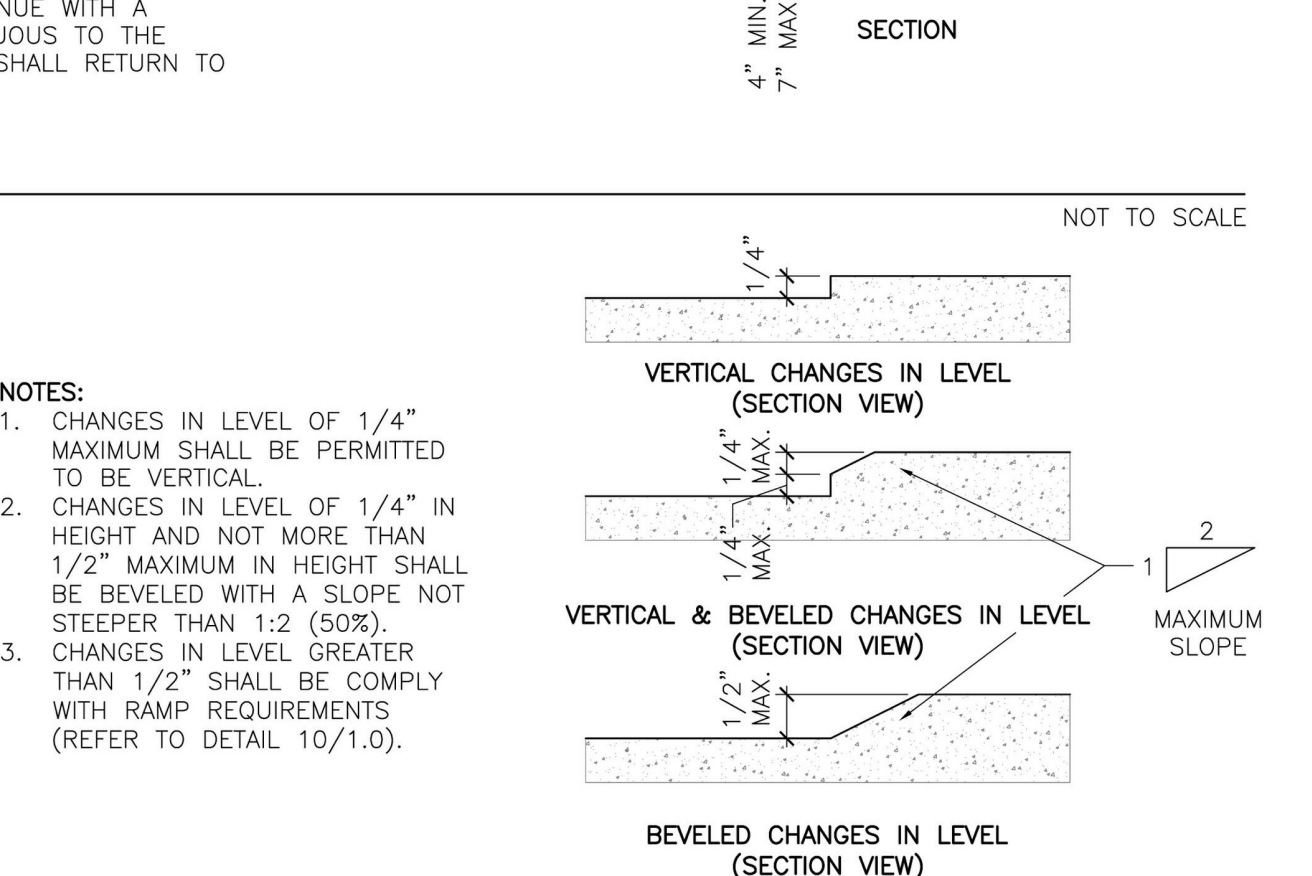 NUE WITH A
UOUS TO THE
SHALL RETURN TO
4” MIN.
7” MAX
SECTION
NOT TO SCALE
NOTES:
1. CHANGES IN LEVEL OF 1/4”
MAXIMUM SHALL BE PERMITTED
TO BE VERTICAL.
2. CHANGES IN LEVEL OF 1/4” IN
HEIGHT AND NOT MORE THAN
1/2” MAXIMUM IN HEIGHT SHALL
BE BEVELED WITH A SLOPE NOT
STEEPER THAN 1:2 (50%).
3. CHANGES IN LEVEL GREATER
THAN 1/2” SHALL BE COMPLY
WITH RAMP REQUIREMENTS
(REFER TO DETAIL 10/1.0).
1/4”
VERTICAL CHANGES IN LEVEL
(SECTION VIEW)
1/4”
MAX.
1/4”
MAX.
VERTICAL & BEVELED CHANGES IN LEVEL
(SECTION VIEW)
2
1
MAXIMUM
SLOPE
1/2”
MAX.
BEVELED CHANGES IN LEVEL
(SECTION VIEW)